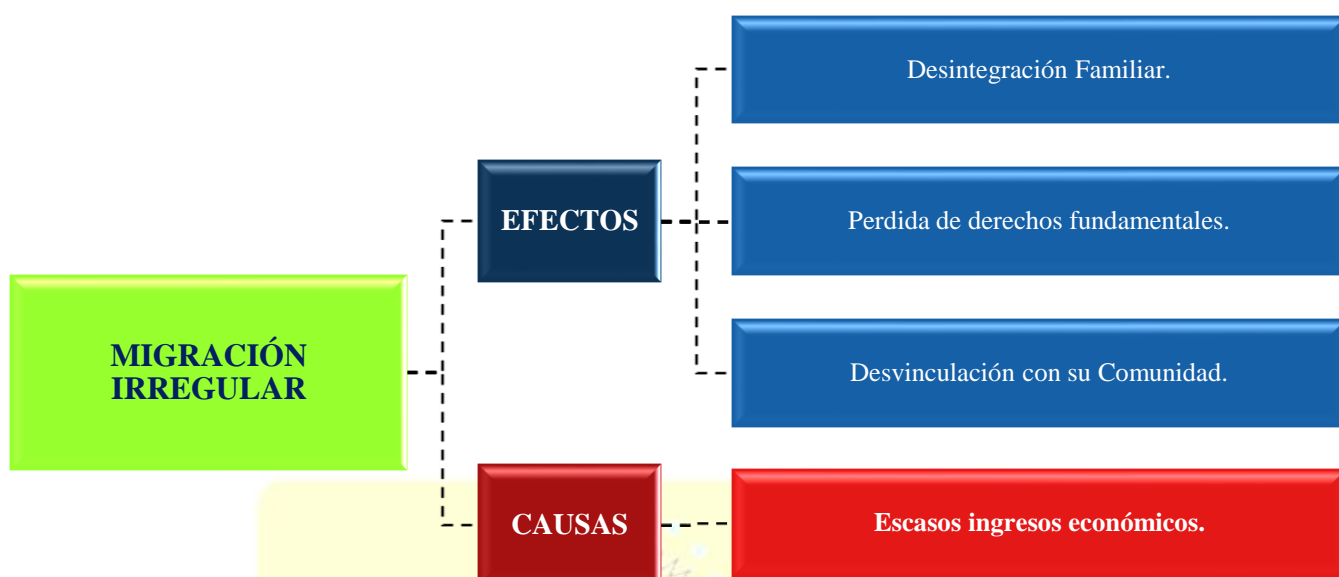 Desintegración Familiar.
EFECTOS
Perdida de derechos fundamentales.
MIGRACIÓN
IRREGULAR
Desvinculación con su Comunidad.
CAUSAS
Escasos ingresos económicos.